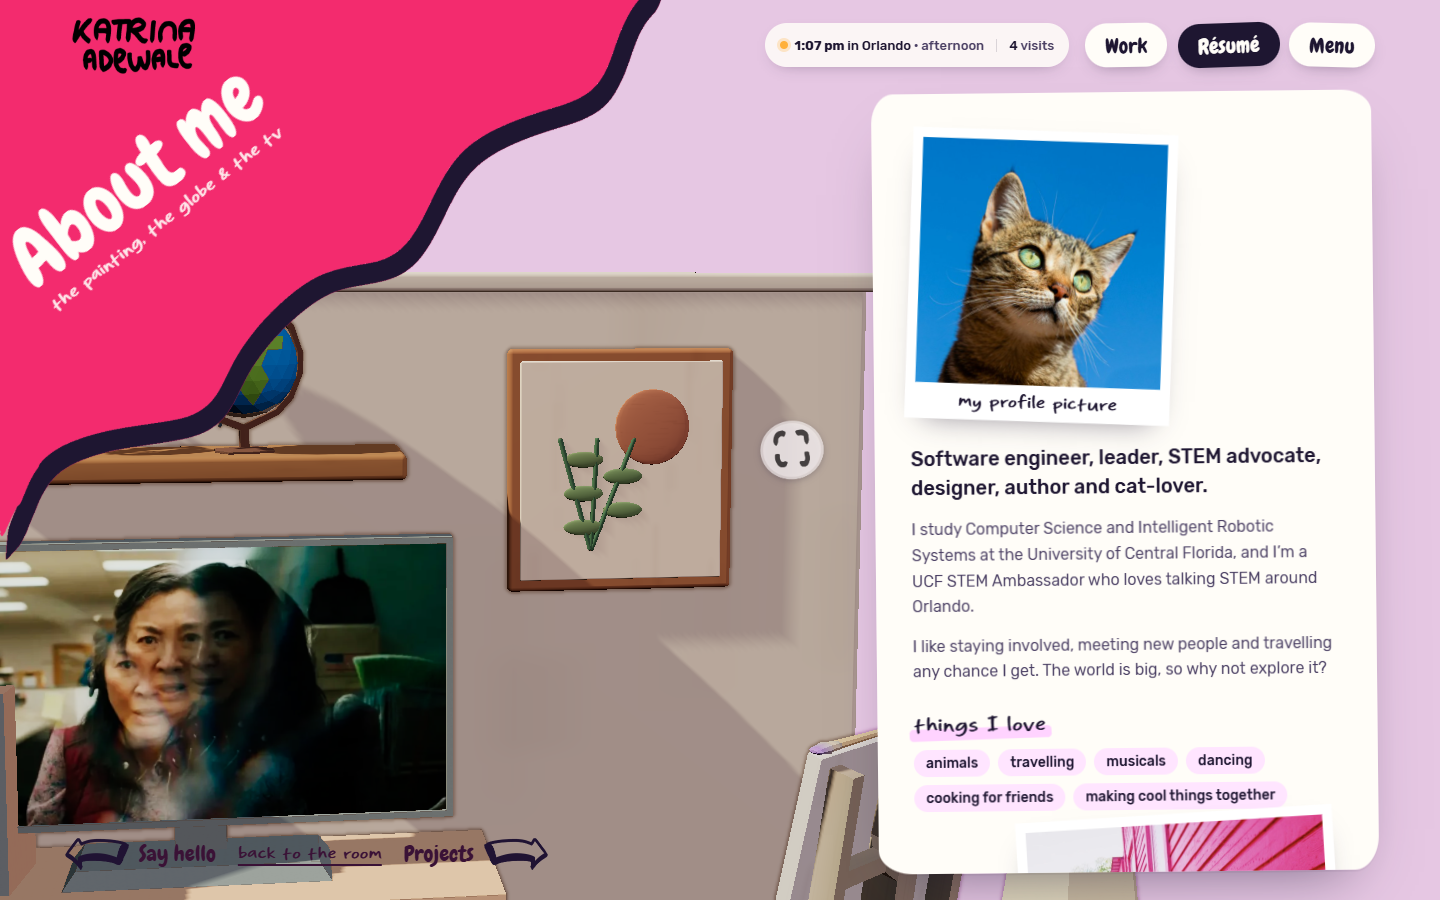 KATRINA
ADEWALE
1:07 pm in Orlando • afternoon
4 visits
Work
Résumé
Menu
About me
the painting, the globe & the tv
my profile picture
Software engineer, leader, STEM advocate,
designer, author and cat-lover.
I study Computer Science and Intelligent Robotic
Systems at the University of Central Florida, and I'm a
UCF STEM Ambassador who loves talking STEM around
Orlando.
I like staying involved, meeting new people and travelling
any chance I get. The world is big, so why not explore it?
things I love
animals
travelling
musicals
dancing
cooking for friends
making cool things together
Say hello
back to the room
Projects